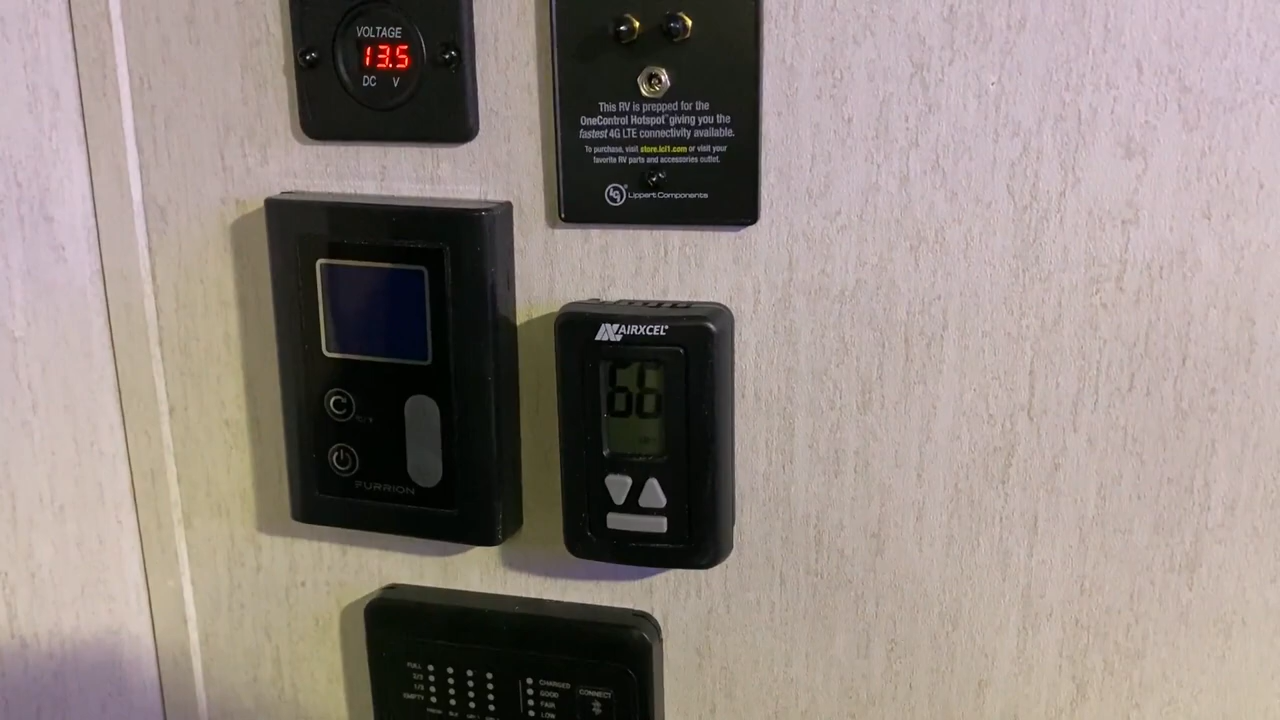 VOLTAGE
13.5
DC V
This RV is prepped for the
OneControl Hotspot™ giving you the
fastest 4G LTE connectivity available.
To purchase, visit store.lci1.com or visit your
favorite RV parts and accessories outlet.
LCI® Lippert Components
AIRXCEL®
66
FURRION
FULL
2/3
1/3
EMPTY
CHARGED
GOOD
FAIR
LOW
CONNECT